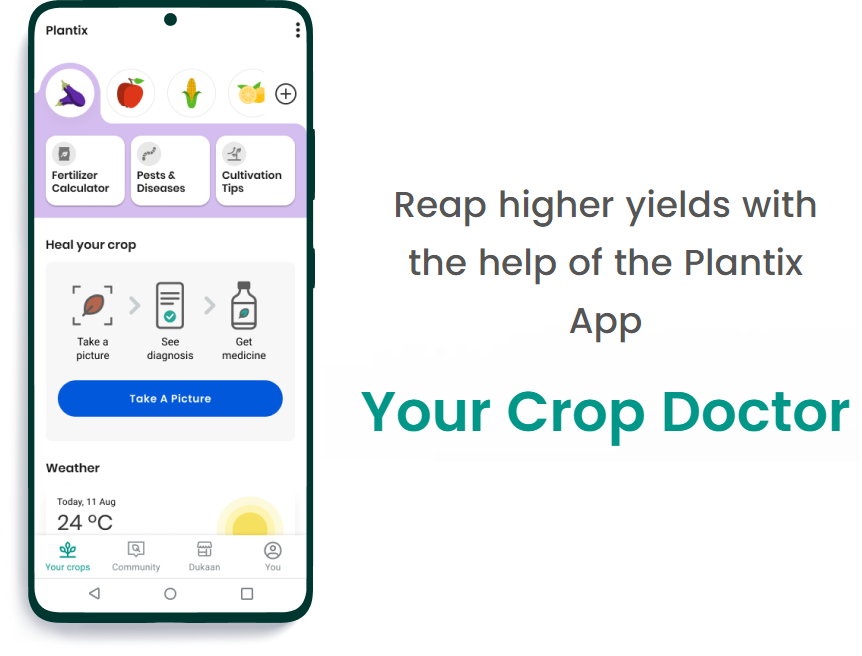 Plantix
Fertilizer
Calculator
Pests &
Diseases
Cultivation
Tips
Heal your crop
Take a
picture
See
diagnosis
Get
medicine
Take A Picture
Weather
Today, 11 Aug
24 ºC
Your crops
Community
Dukaan
You
Reap higher yields with
the help of the Plantix
App
Your Crop Doctor